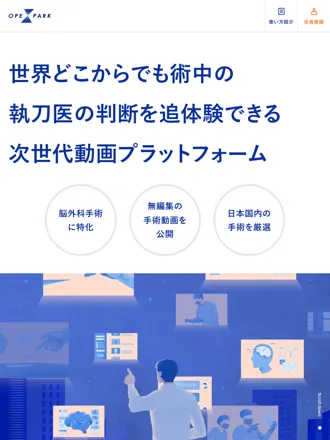 OPE PARK
使い方紹介
会員登録
世界どこからでも術中の
執刀医の判断を追体験できる
次世代動画プラットフォーム
脳外科手術
に特化
無編集の
手術動画を
公開
日本国内の
手術を厳選
Scroll down!